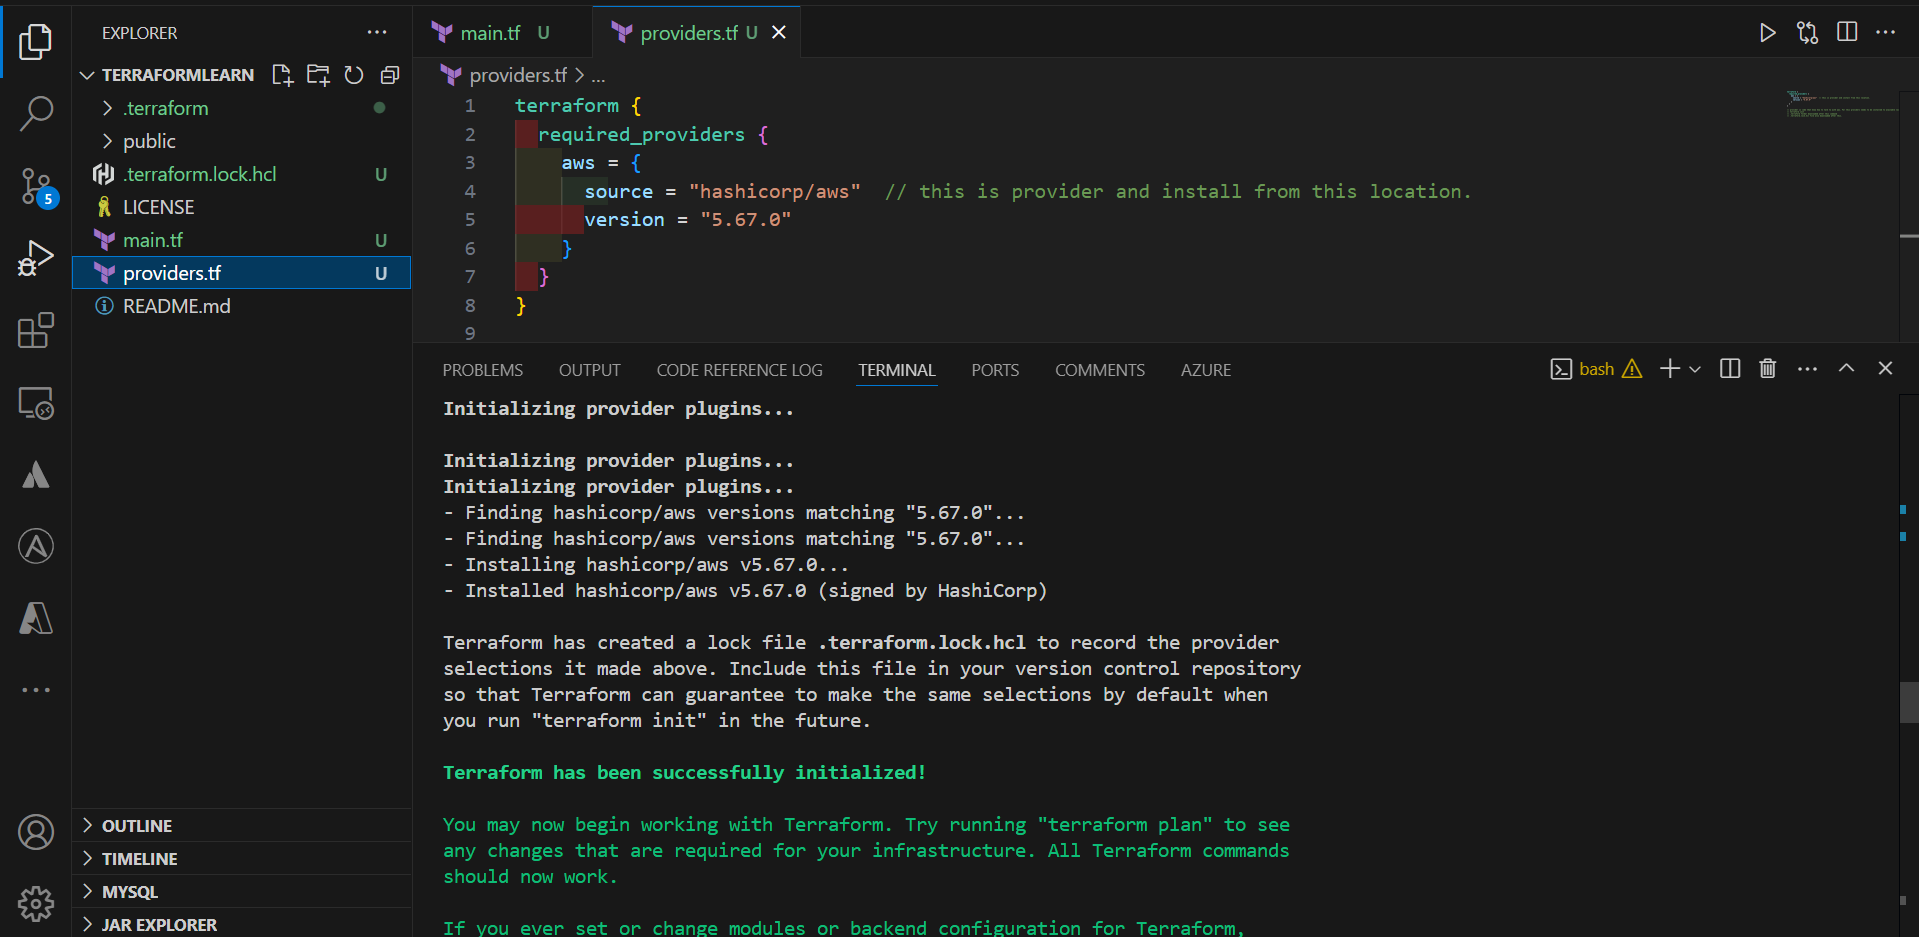 EXPLORER
TERRAFORMLEARN
.terraform
public
.terraform.lock.hcl U
LICENSE
main.tf U
providers.tf U
README.md
5
OUTLINE
TIMELINE
MYSQL
JAR EXPLORER
main.tf U
providers.tf U
providers.tf > ...
1 terraform {
2 required_providers {
3 aws = {
4 source = "hashicorp/aws" // this is provider and install from this location.
5 version = "5.67.0"
6 }
7 }
8 }
9
PROBLEMS OUTPUT CODE REFERENCE LOG TERMINAL PORTS COMMENTS AZURE
bash
Initializing provider plugins...
Initializing provider plugins...
Initializing provider plugins...
- Finding hashicorp/aws versions matching "5.67.0"...
- Finding hashicorp/aws versions matching "5.67.0"...
- Installing hashicorp/aws v5.67.0...
- Installed hashicorp/aws v5.67.0 (signed by HashiCorp)
Terraform has created a lock file .terraform.lock.hcl to record the provider
selections it made above. Include this file in your version control repository
so that Terraform can guarantee to make the same selections by default when
you run "terraform init" in the future.
Terraform has been successfully initialized!
You may now begin working with Terraform. Try running "terraform plan" to see
any changes that are required for your infrastructure. All Terraform commands
should now work.
If you ever set or change modules or backend configuration for Terraform,